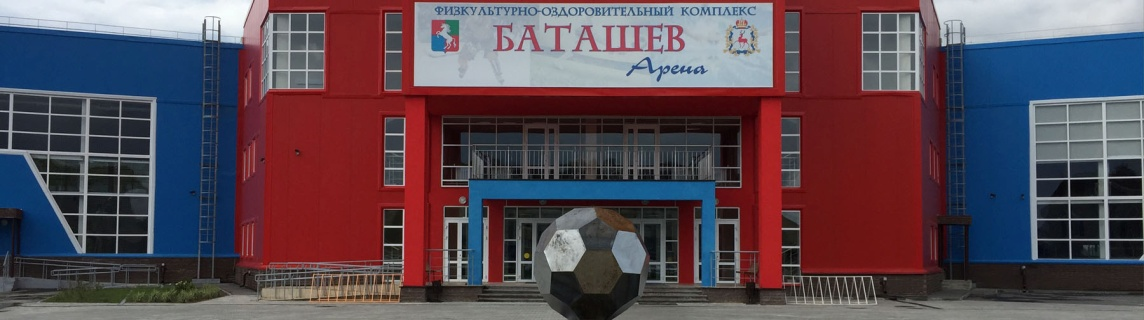 ФИЗКУЛЬТУРНО-ОЗДОРОВИТЕЛЬНЫЙ КОМПЛЕКС
БАТАШЕВ
Арена